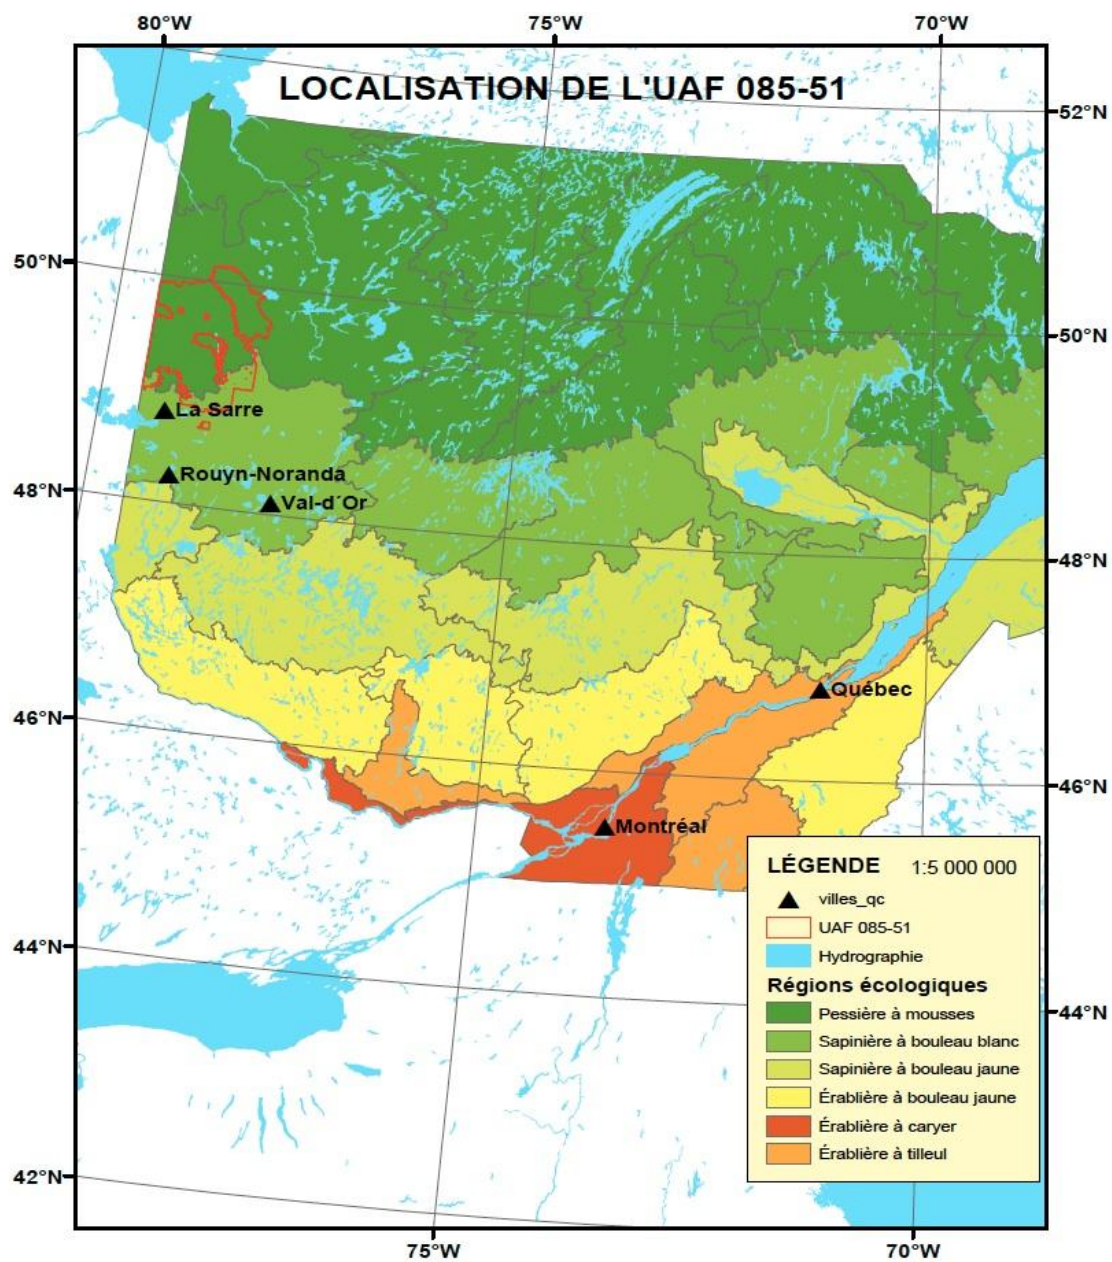 80°W 75°W 70°W
LOCALISATION DE L'UAF 085-51
52°N
50°N
50°N
La Sarre
Rouyn-Noranda
48°N
Val-d´Or
48°N
Québec
46°N
46°N
Montréal
LÉGENDE 1:5 000 000
villes_qc
UAF 085-51
44°N
Hydrographie
Régions écologiques
44°N
Pessière à mousses
Sapinière à bouleau blanc
Sapinière à bouleau jaune
Érablière à bouleau jaune
Érablière à caryer
Érablière à tilleul
42°N
75°W 70°W